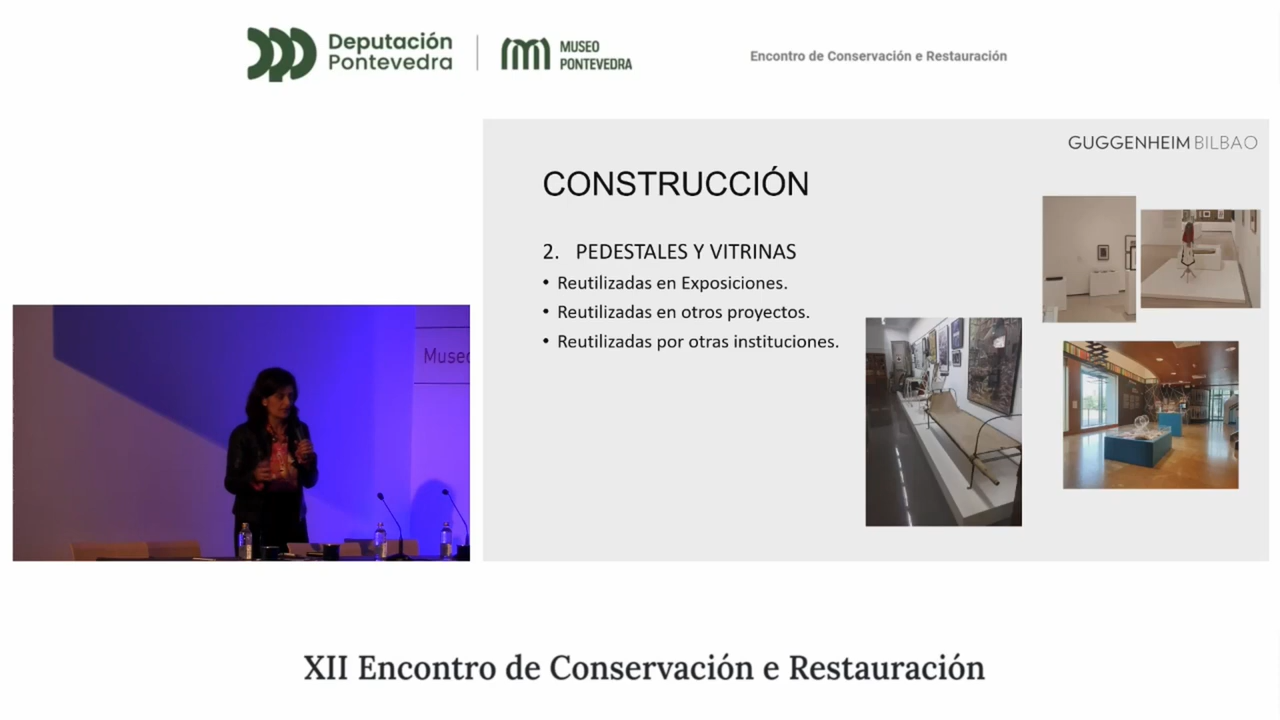 Deputación
Pontevedra
MUSEO
PONTEVEDRA
Encontro de Conservación e Restauración
GUGGENHEIM BILBAO
CONSTRUCCIÓN
2. PEDESTALES Y VITRINAS
• Reutilizadas en Exposiciones.
• Reutilizadas en otros proyectos.
• Reutilizadas por otras instituciones.
Museo
XII Encontro de Conservación e Restauración